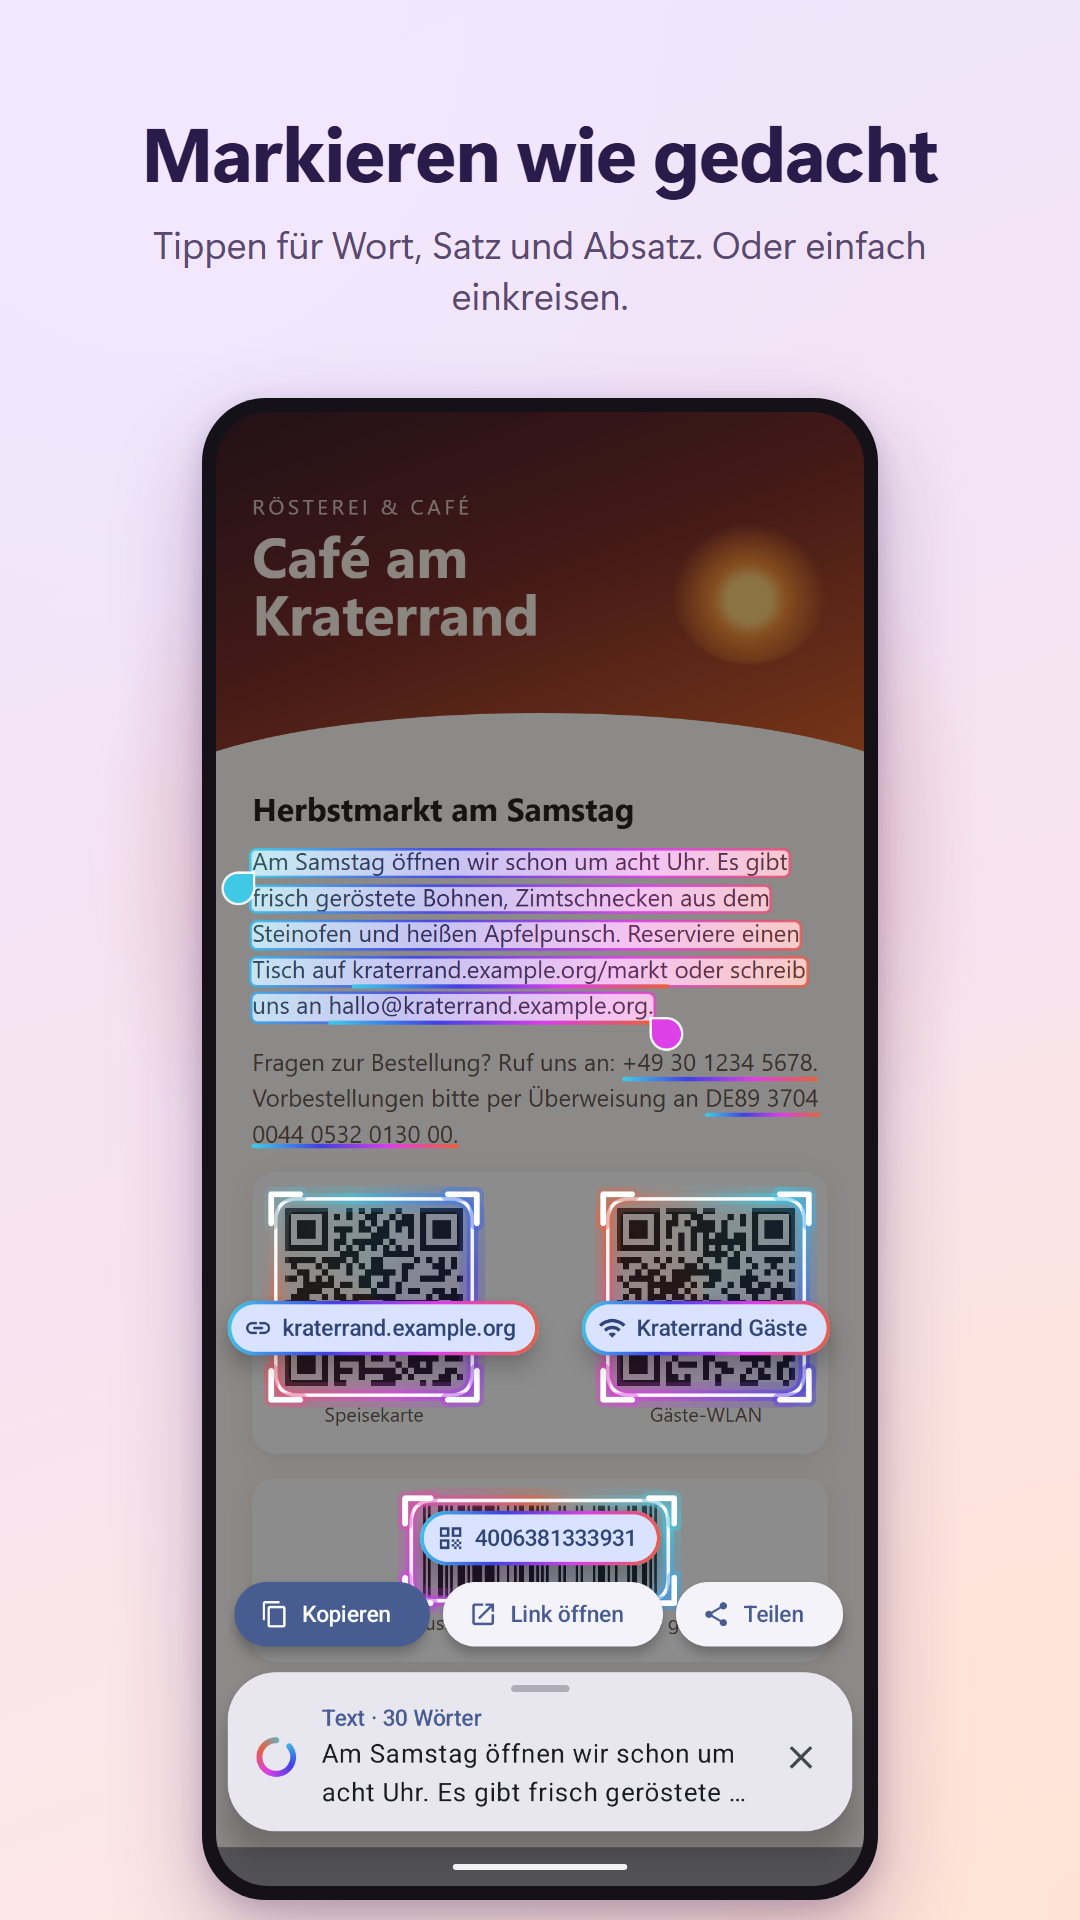 Markieren wie gedacht
Tippen für Wort, Satz und Absatz. Oder einfach
einkreisen.
RÖSTEREI & CAFÉ
Café am
Kraterrand
Herbstmarkt am Samstag
Am Samstag öffnen wir schon um acht Uhr. Es gibt
frisch geröstete Bohnen, Zimtschnecken aus dem
Steinofen und heißen Apfelpunsch. Reserviere einen
Tisch auf kraterrand.example.org/markt oder schreib
uns an hallo@kraterrand.example.org.
Fragen zur Bestellung? Ruf uns an: +49 30 1234 5678.
Vorbestellungen bitte per Überweisung an DE89 3704
0044 0532 0130 00.
kraterrand.example.org
Kraterrand Gäste
Speisekarte
Gäste-WLAN
4006381333931
Kopieren
Link öffnen
Teilen
Text · 30 Wörter
Am Samstag öffnen wir schon um
acht Uhr. Es gibt frisch geröstete ...